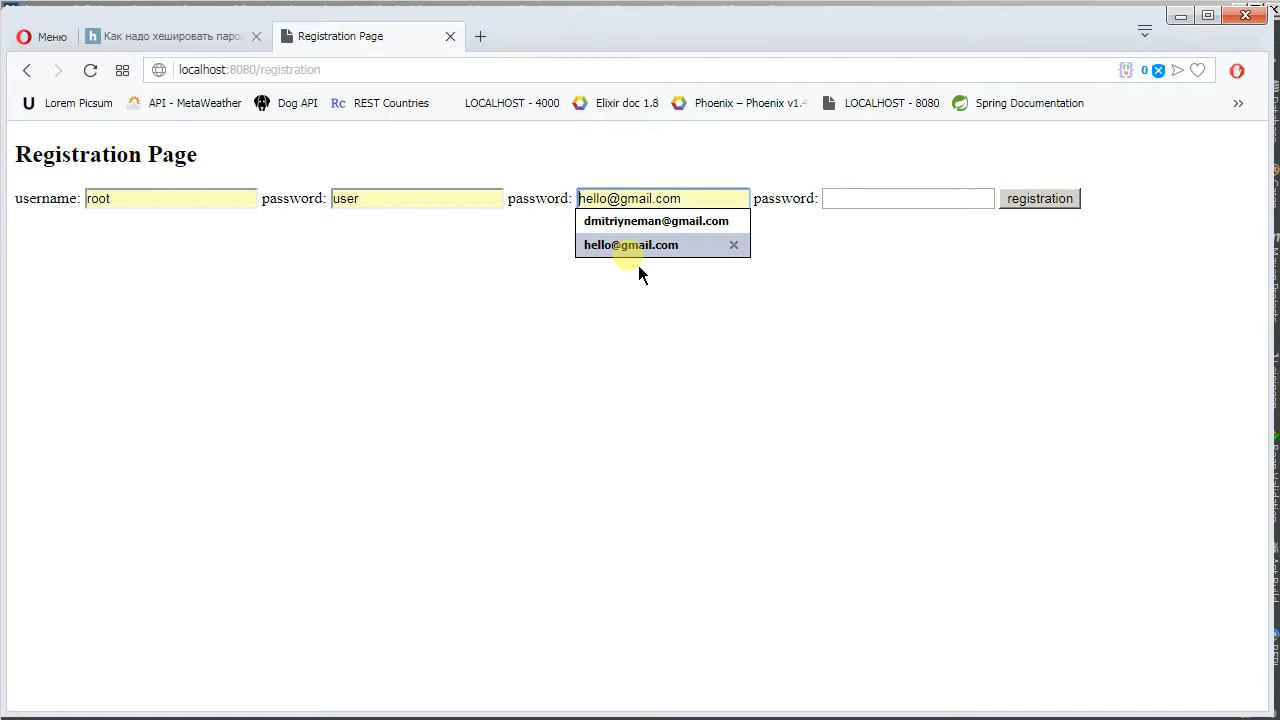 Меню
Как надо хешировать паро
Registration Page
localhost:8080/registration
0
Lorem Picsum
API - MetaWeather
Dog API
Rc REST Countries
LOCALHOST - 4000
Elixir doc 1.8
Phoenix – Phoenix v1.4
LOCALHOST - 8080
Spring Documentation
Registration Page
username: root password: user password: hello@gmail.com password: registration
dmitriyneman@gmail.com
hello@gmail.com